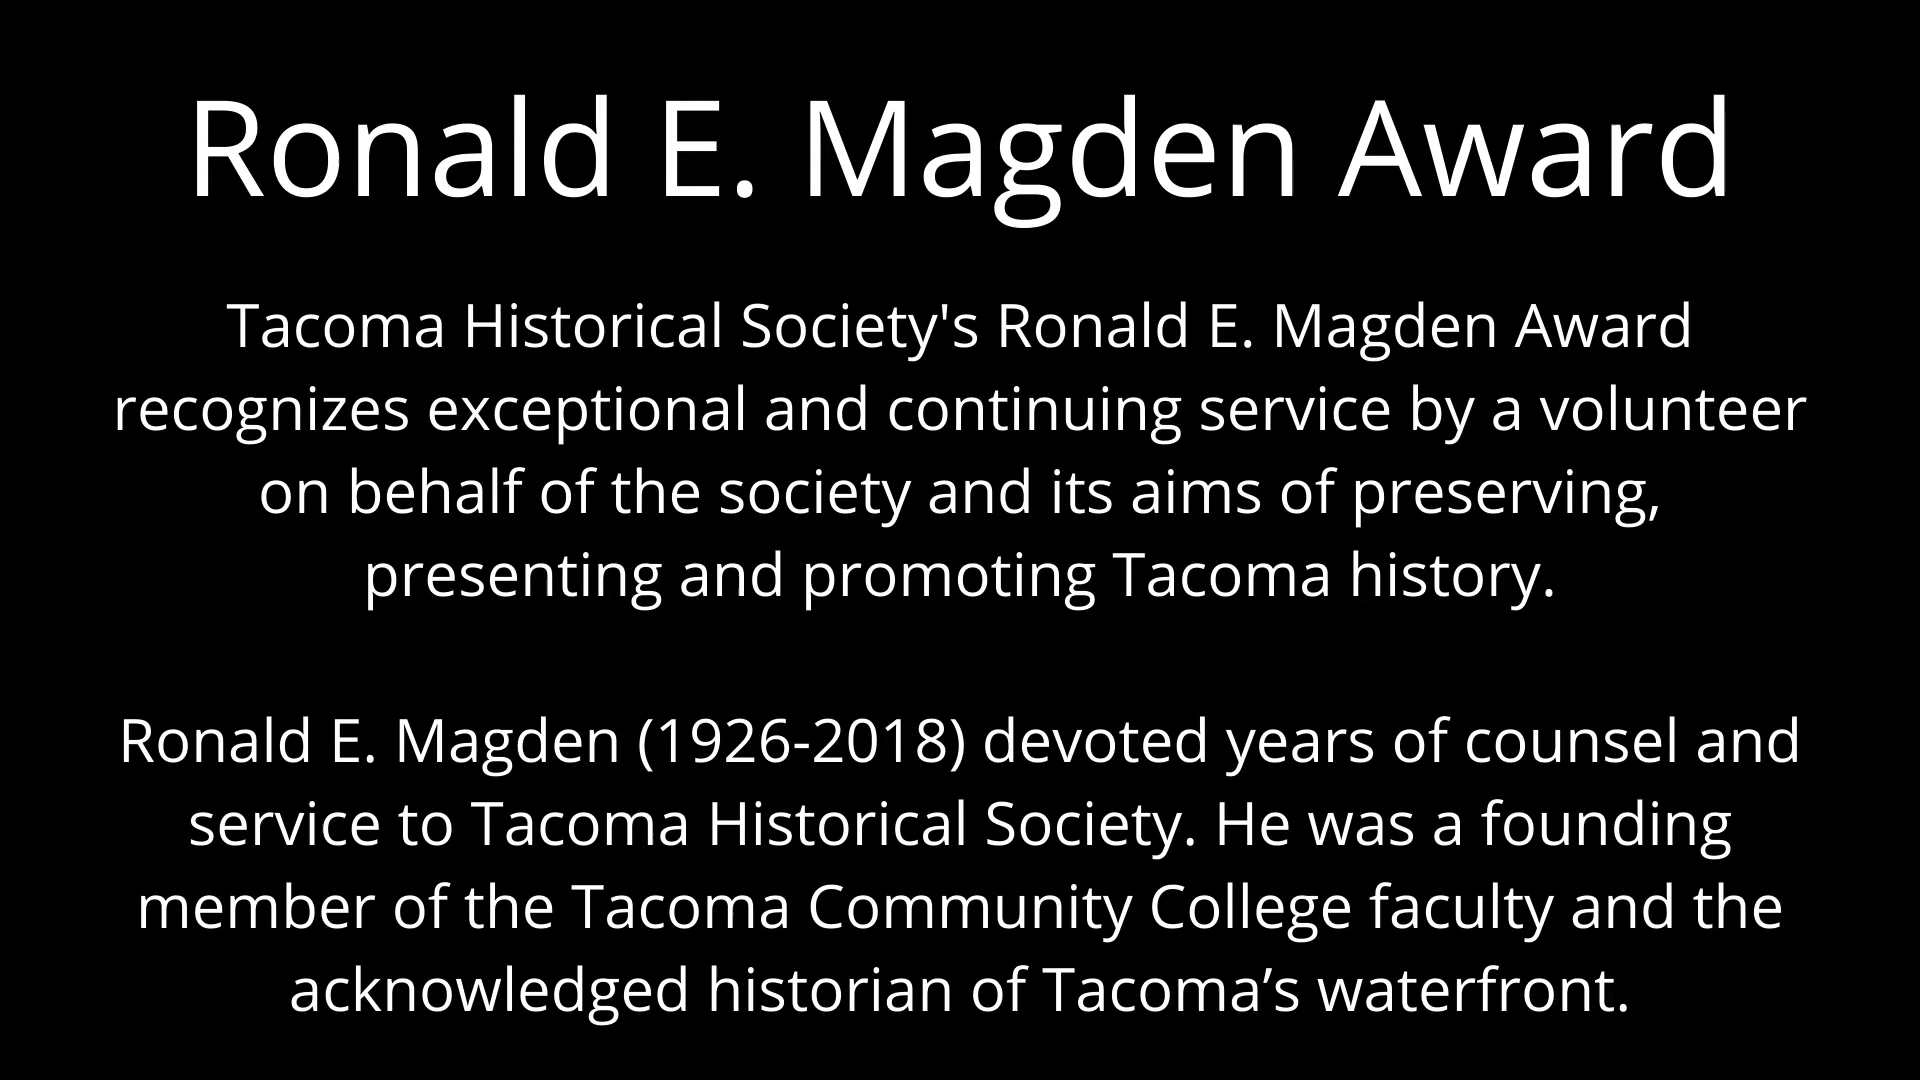 Ronald E. Magden Award
Tacoma Historical Society's Ronald E. Magden Award
recognizes exceptional and continuing service by a volunteer
on behalf of the society and its aims of preserving,
presenting and promoting Tacoma history.
Ronald E. Magden (1926-2018) devoted years of counsel and
service to Tacoma Historical Society. He was a founding
member of the Tacoma Community College faculty and the
acknowledged historian of Tacoma’s waterfront.